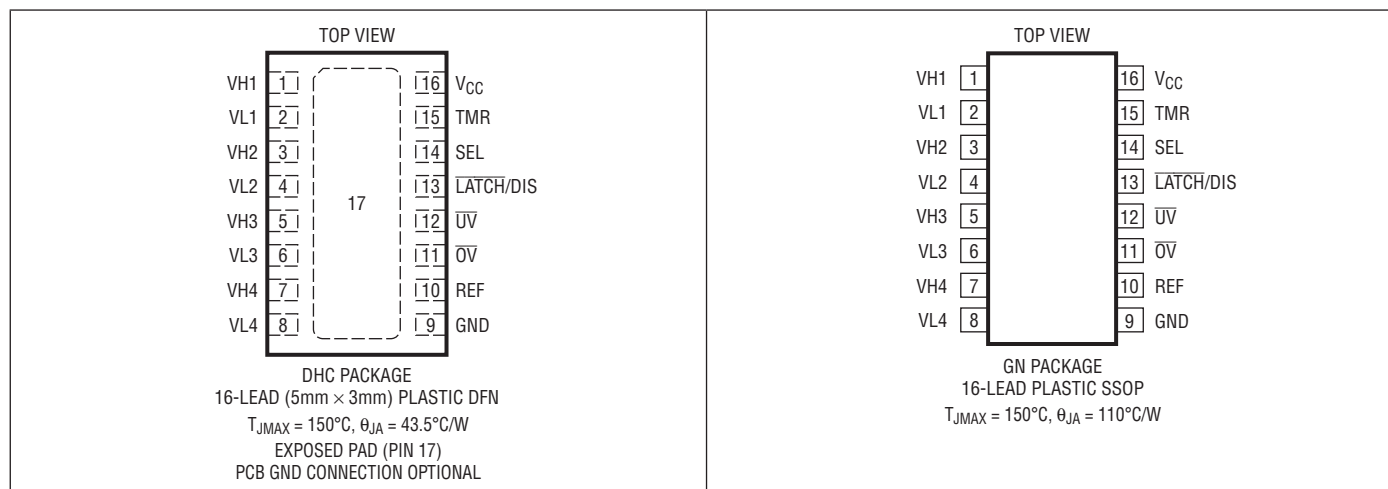 TOP VIEW
VH1 1
VL1 2
VH2 3
VL2 4
VH3 5
VL3 6
VH4 7
VL4 8
17
16 VCC
15 TMR
14 SEL
13 LATCH/DIS
12 UV
11 OV
10 REF
9 GND
DHC PACKAGE
16-LEAD (5mm × 3mm) PLASTIC DFN
TJMAX = 150°C, θJA = 43.5°C/W
EXPOSED PAD (PIN 17)
PCB GND CONNECTION OPTIONAL
TOP VIEW
VH1 1
VL1 2
VH2 3
VL2 4
VH3 5
VL3 6
VH4 7
VL4 8
16 VCC
15 TMR
14 SEL
13 LATCH/DIS
12 UV
11 OV
10 REF
9 GND
GN PACKAGE
16-LEAD PLASTIC SSOP
TJMAX = 150°C, θJA = 110°C/W